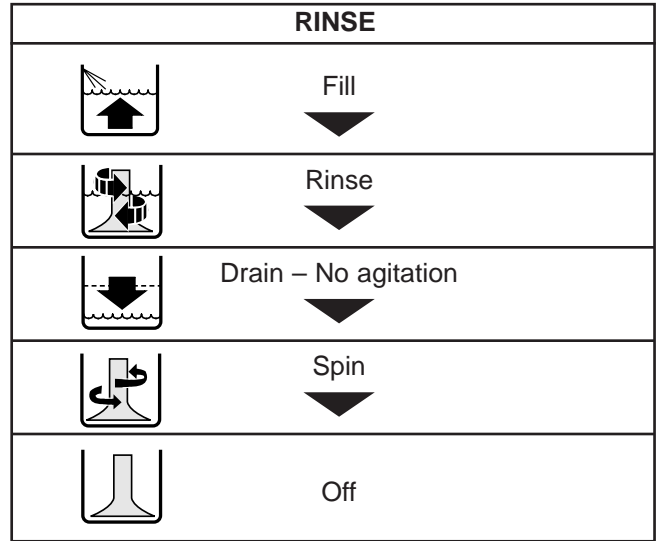 RINSE
Fill
Rinse
Drain – No agitation
Spin
Off